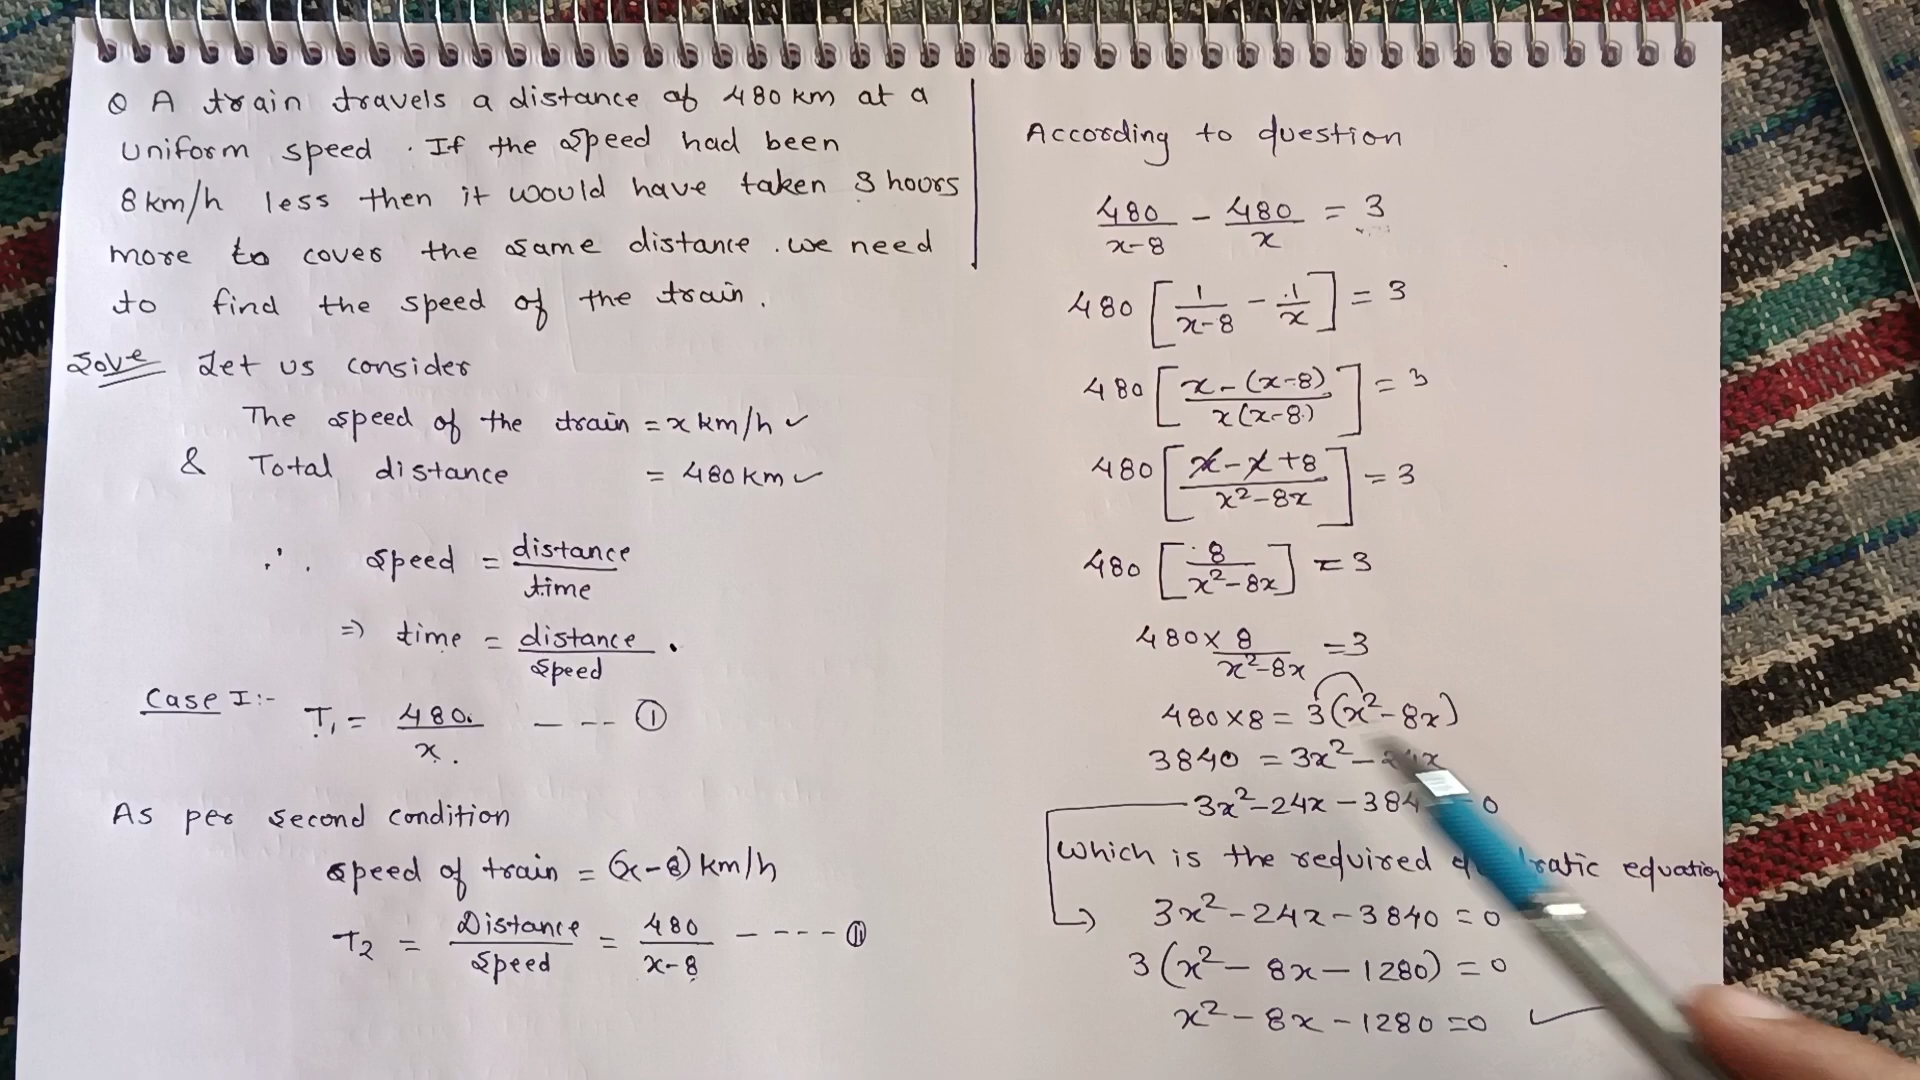 Q A train travels a distance of 480 km at a
uniform speed. If the speed had been
8 km/h less then it would have taken 3 hours
more to cover the same distance. we need
to find the speed of the train.
Solve Let us consider
The speed of the train = x km/h ✓
& Total distance = 480 km ✓
∴ speed = distance/time
⇒ time = distance/speed.
Case I :- T₁ = 480/x --- ①
As per second condition
speed of train = (x-8) km/h
T₂ = Distance/Speed = 480/x-8 ---- ⑪
According to question
480/x-8 - 480/x = 3
480 [1/x-8 - 1/x] = 3
480 [x-(x-8)/x(x-8)] = 3
480 [x-x+8/x²-8x] = 3
480 [8/x²-8x] = 3
480 × 8/x²-8x = 3
480×8 = 3(x²-8x)
3840 = 3x²-
3x²-24x-384 0
Which is the required equation
3x²-24x-3840=0
3(x²-8x-1280)=0
x²-8x-1280=0 ✓